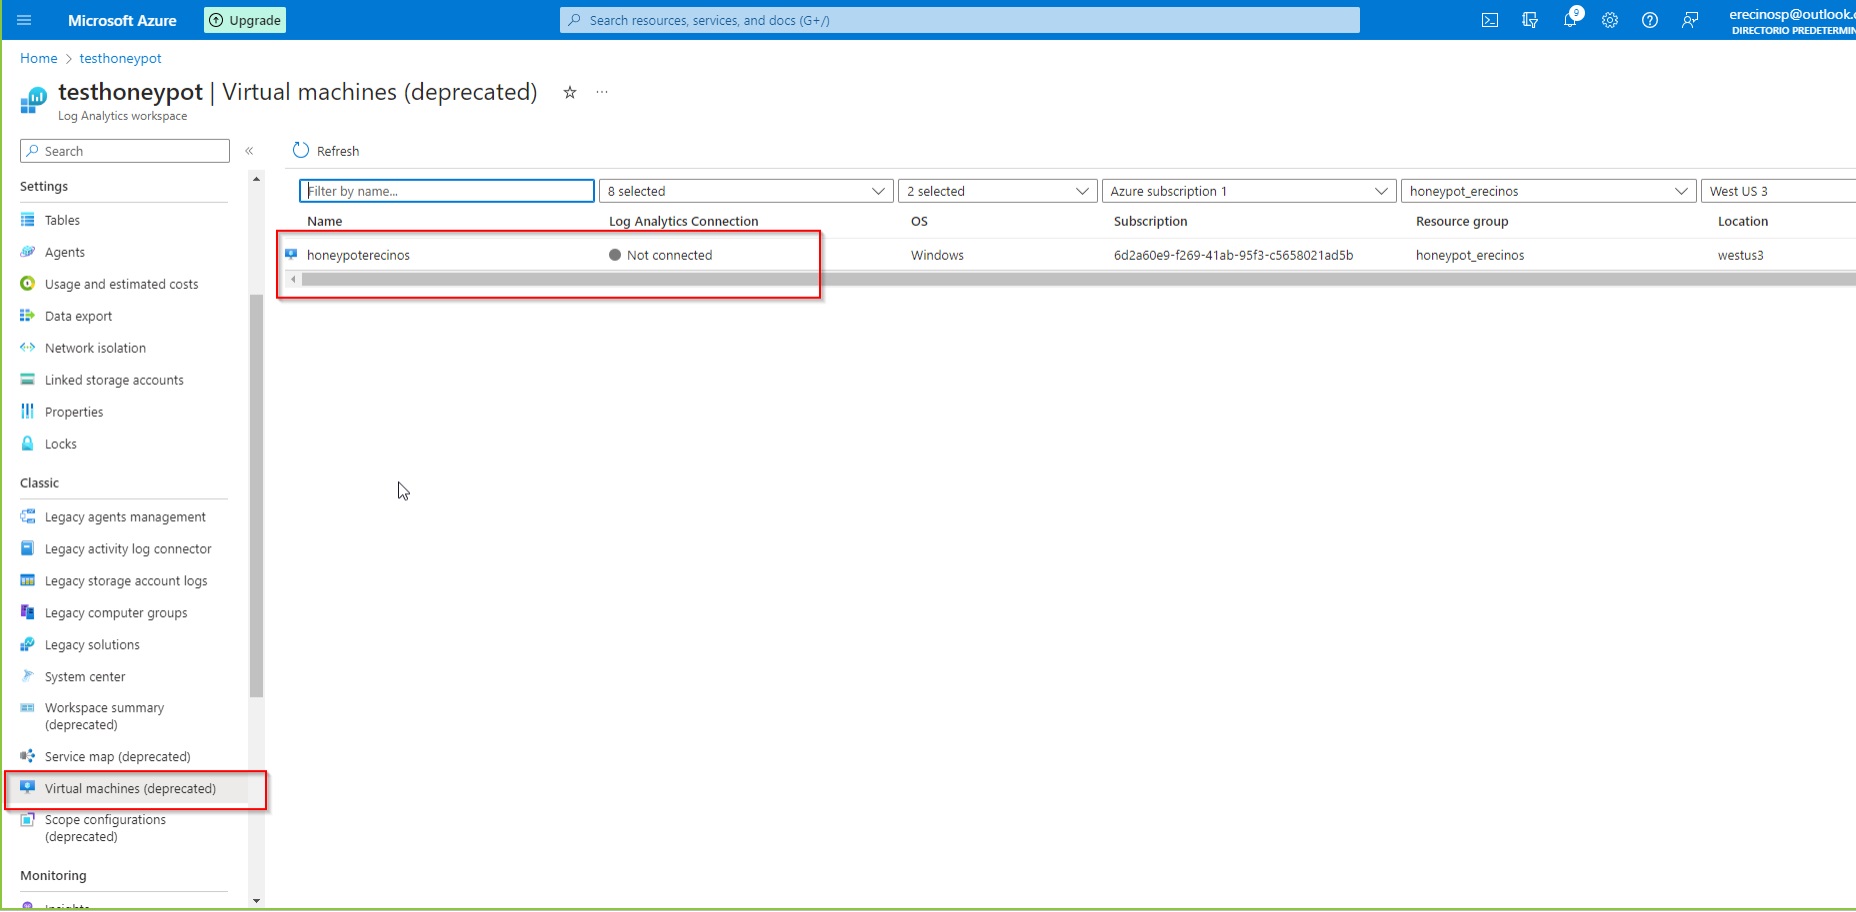 Microsoft Azure
Upgrade
Search resources, services, and docs (G+/)
9
erecinosp@outlook.c
DIRECTORIO PREDETERMIN
Home > testhoneypot
testhoneypot | Virtual machines (deprecated)
Log Analytics workspace
Search
Refresh
Settings
Tables
Agents
Usage and estimated costs
Data export
Network isolation
Linked storage accounts
Properties
Locks
Classic
Legacy agents management
Legacy activity log connector
Legacy storage account logs
Legacy computer groups
Legacy solutions
System center
Workspace summary
(deprecated)
Service map (deprecated)
Virtual machines (deprecated)
Scope configurations
(deprecated)
Monitoring
Insights
Filter by name... 8 selected 2 selected Azure subscription 1 honeypot_erecinos West US 3
Name Log Analytics Connection OS Subscription Resource group Location
honeypoterecinos Not connected Windows 6d2a60e9-f269-41ab-95f3-c5658021ad5b honeypot_erecinos westus3